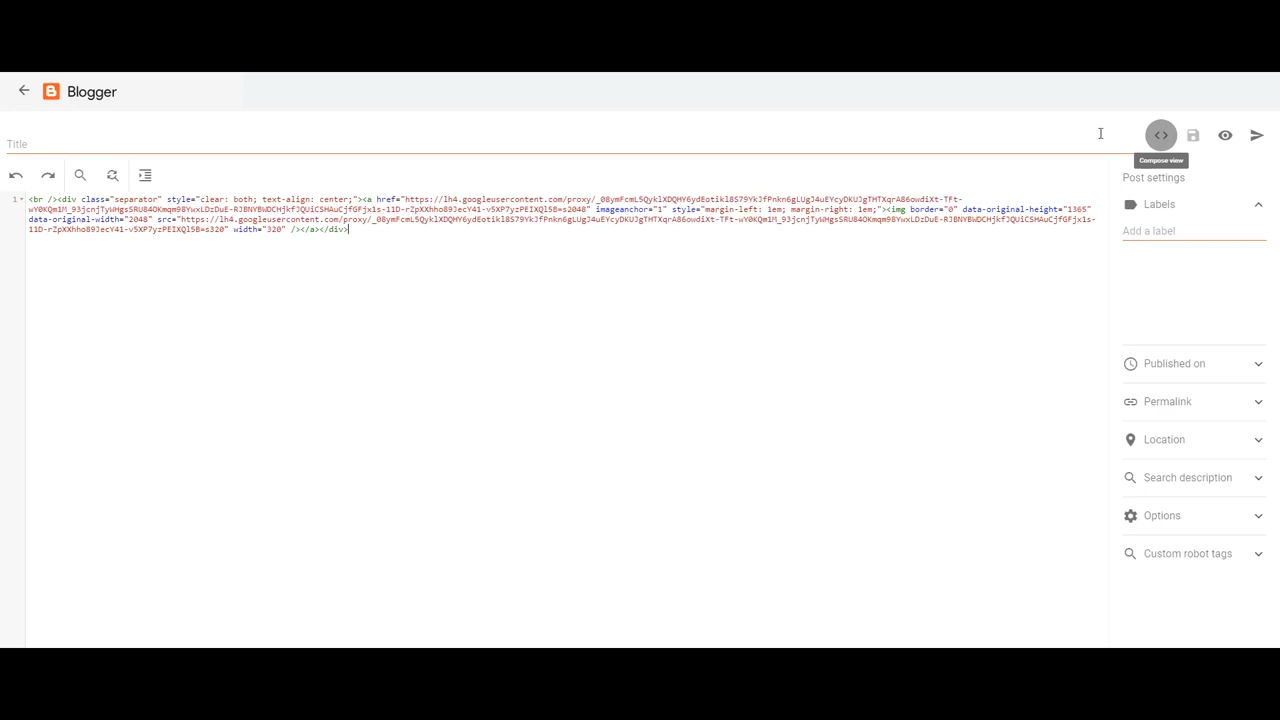 Blogger
Title
Compose view
Post settings
1
<br /><div class="separator" style="clear: both; text-align: center;"><a href="https://lh4.googleusercontent.com/proxy/
imageanchor="1" style="margin-left: 1em; margin-right: 1em;"><img border="0" data-original-height="1365"
data-original-width="2048" src="https://lh4.googleusercontent.com/proxy/
width="320" /></a></div>
Labels
Add a label
Published on
Permalink
Location
Search description
Options
Custom robot tags